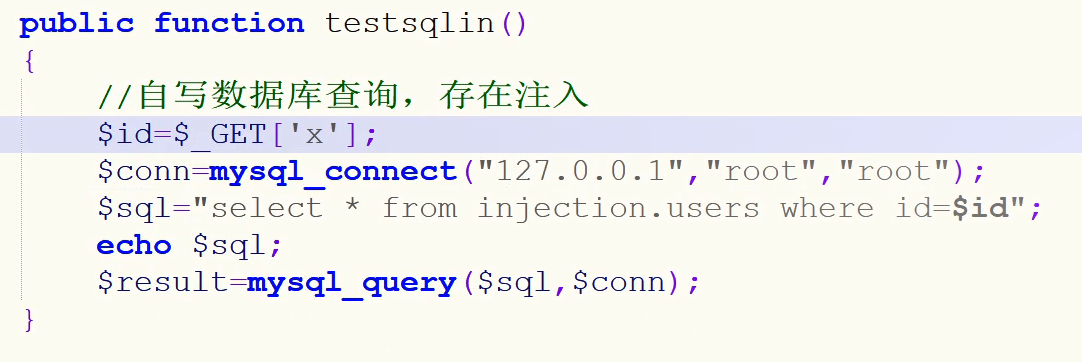 public function testsqlin()
{
//自写数据库查询，存在注入
$id=$_GET['x'];
$conn=mysql_connect("127.0.0.1","root","root");
$sql="select * from injection.users where id=$id";
echo $sql;
$result=mysql_query($sql,$conn);
}